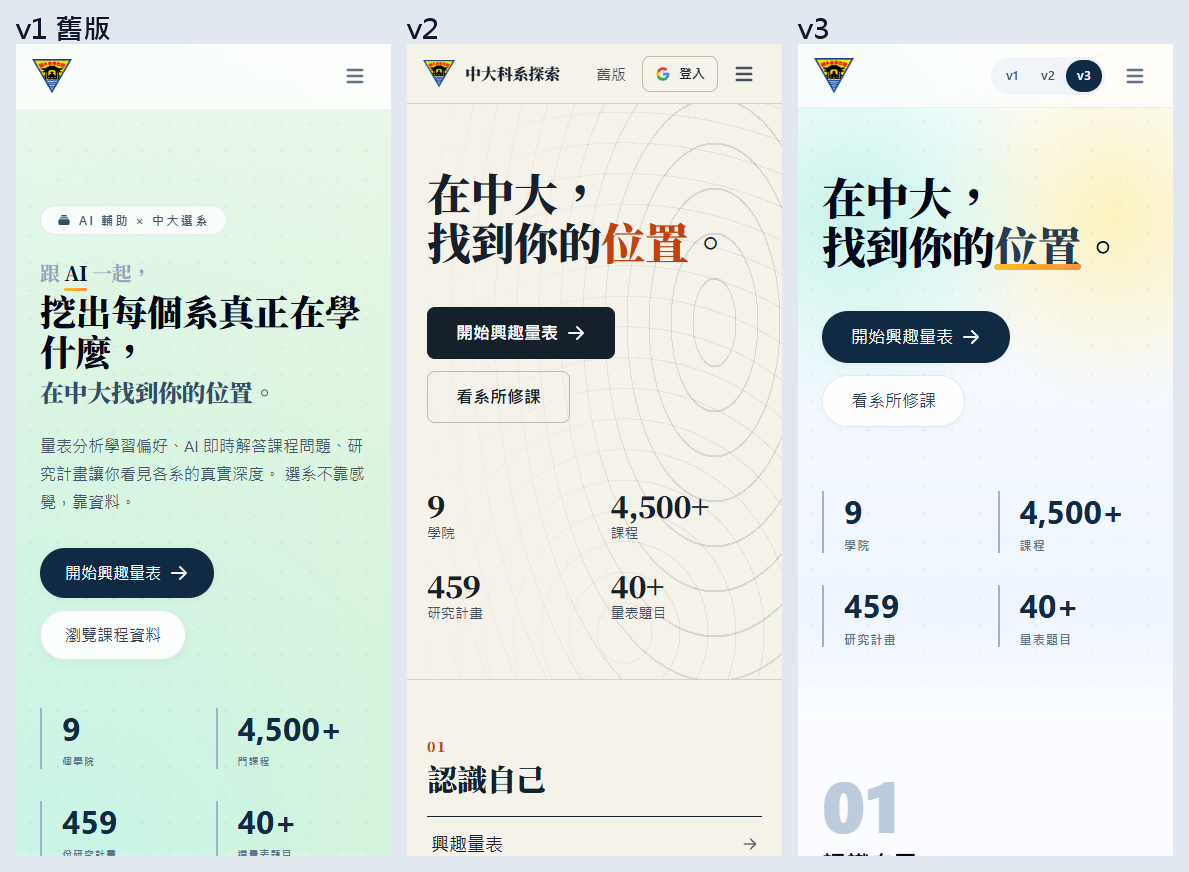 v1 舊版
AI 輔助 × 中大選系
跟 AI 一起，
挖出每個系真正在學
什麼，
在中大找到你的位置。
量表分析學習偏好、AI 即時解答課程問題、研
究計畫讓你看見各系的真實深度。 選系不靠感
覺，靠資料。
開始興趣量表 →
瀏覽課程資料
9
個學院
4,500+
門課程
459
份研究計畫
40+
道量表題目
v2
中大科系探索
舊版
登入
在中大，
找到你的位置。
開始興趣量表 →
看系所修課
9
學院
4,500+
課程
459
研究計畫
40+
量表題目
01
認識自己
興趣量表 →
v3
v1 v2 v3
在中大，
找到你的位置。
開始興趣量表 →
看系所修課
9
學院
4,500+
課程
459
研究計畫
40+
量表題目
01